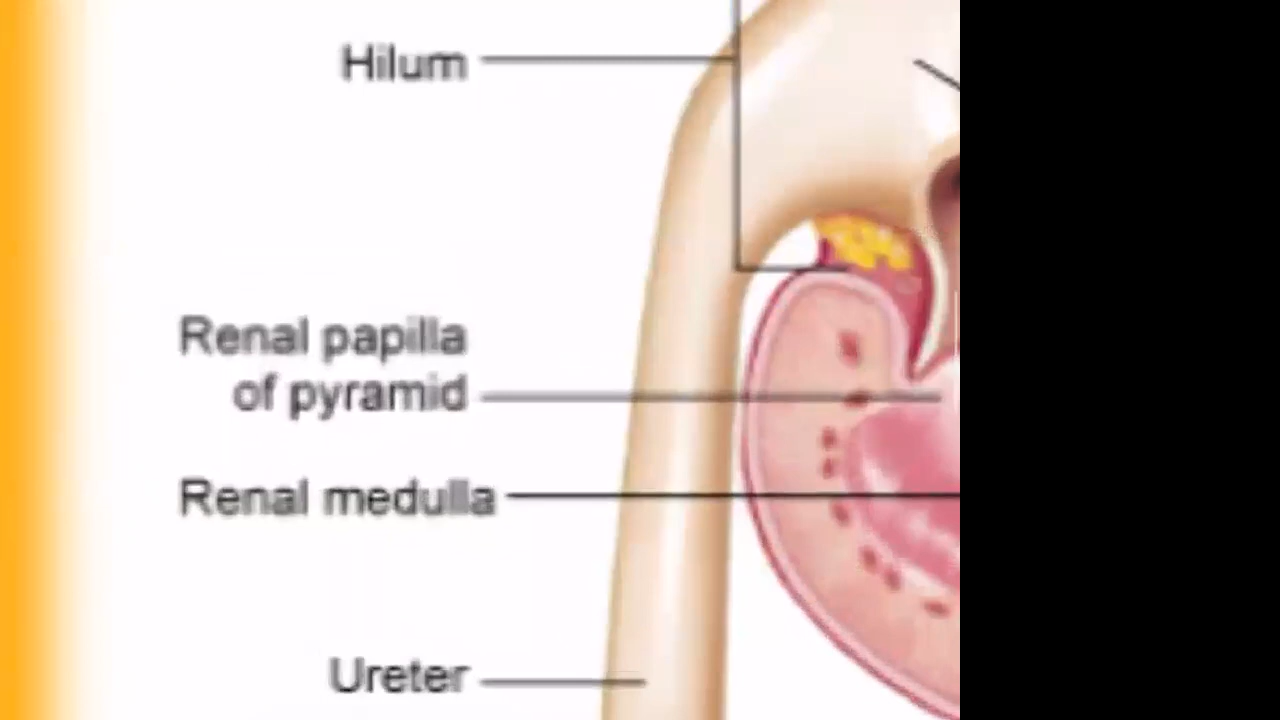 Hilum
Renal papilla
of pyramid
Renal medulla
Ureter